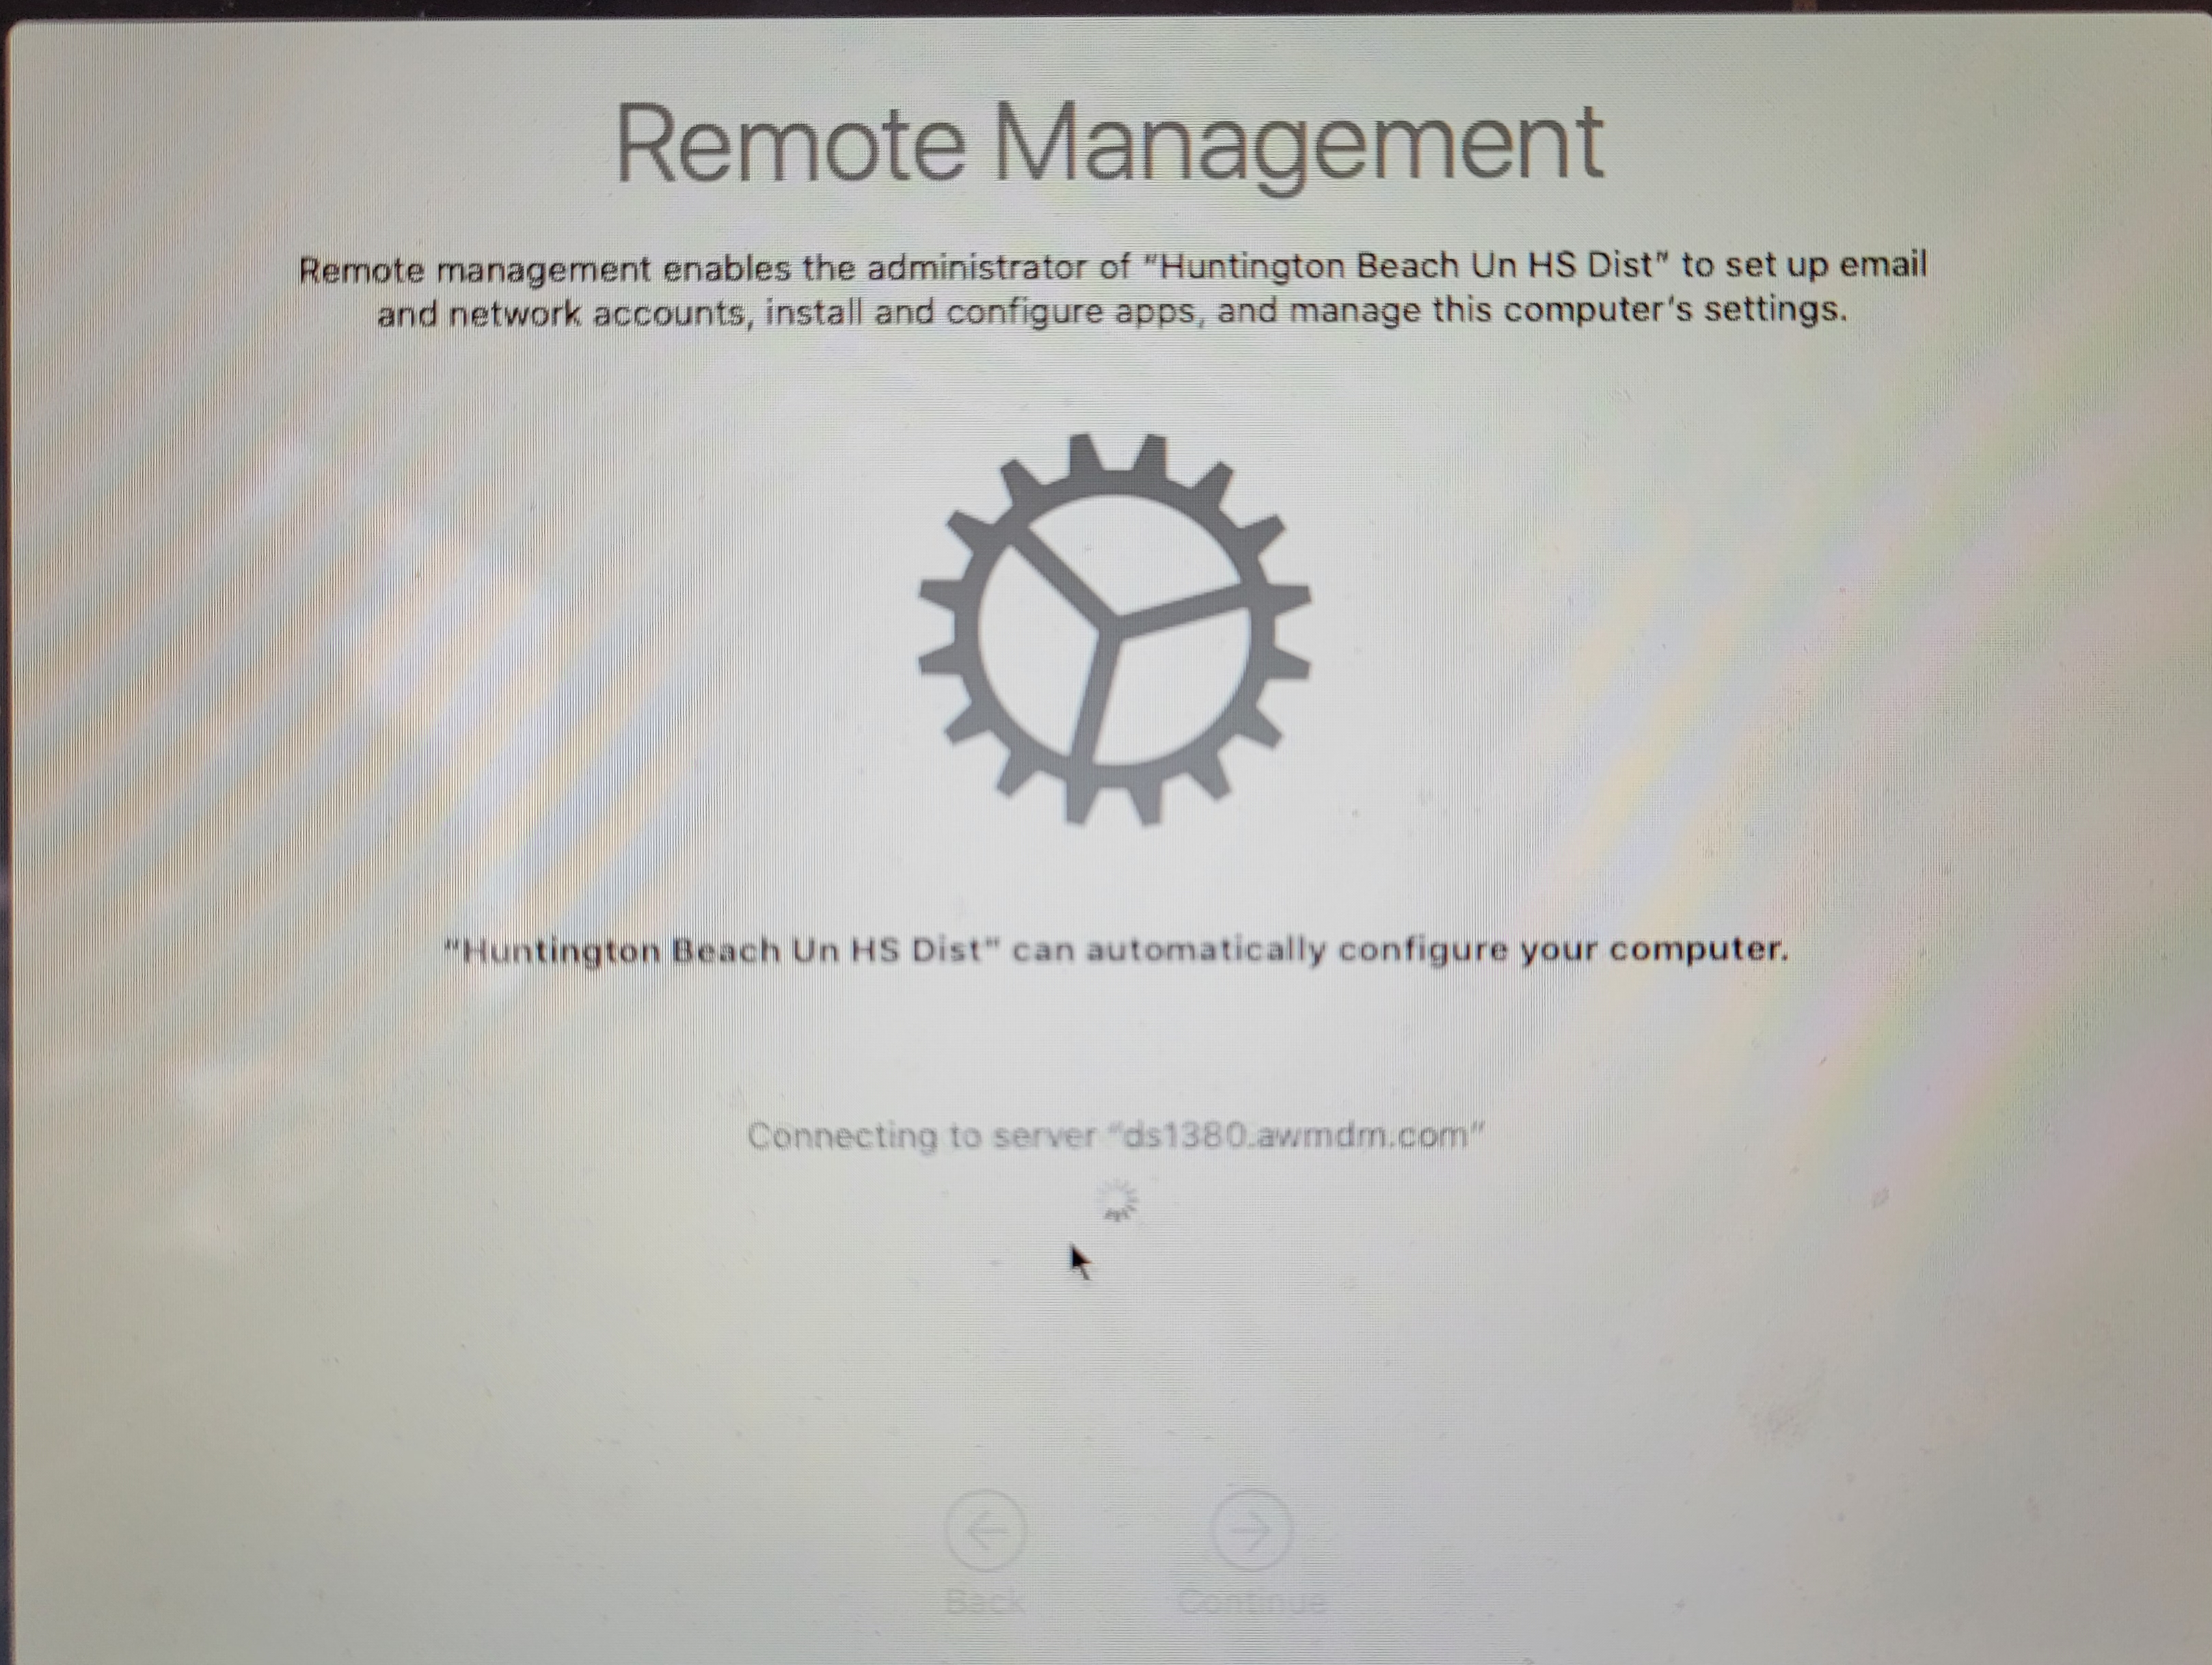 Remote Management
Remote management enables the administrator of “Huntington Beach Un HS Dist” to set up email
and network accounts, install and configure apps, and manage this computer’s settings.
“Huntington Beach Un HS Dist” can automatically configure your computer.
Connecting to server “ds1380.awmdm.com”
Back Continue